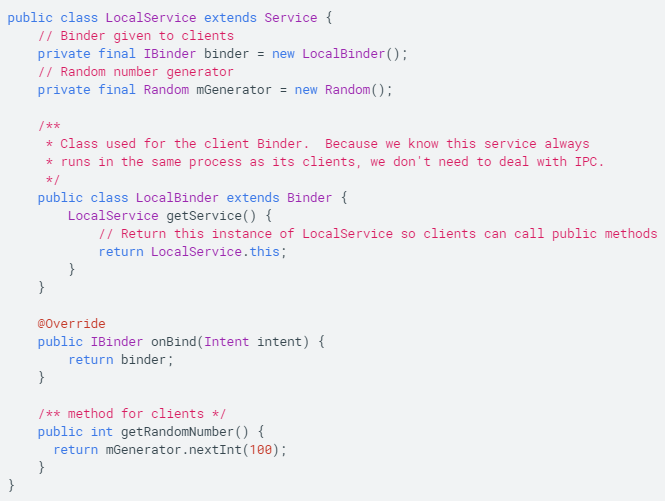 public class LocalService extends Service {
    // Binder given to clients
    private final IBinder binder = new LocalBinder();
    // Random number generator
    private final Random mGenerator = new Random();

    /**
     * Class used for the client Binder.  Because we know this service always
     * runs in the same process as its clients, we don't need to deal with IPC.
     */
    public class LocalBinder extends Binder {
        LocalService getService() {
            // Return this instance of LocalService so clients can call public methods
            return LocalService.this;
        }
    }

    @Override
    public IBinder onBind(Intent intent) {
        return binder;
    }

    /** method for clients */
    public int getRandomNumber() {
      return mGenerator.nextInt(100);
    }
}